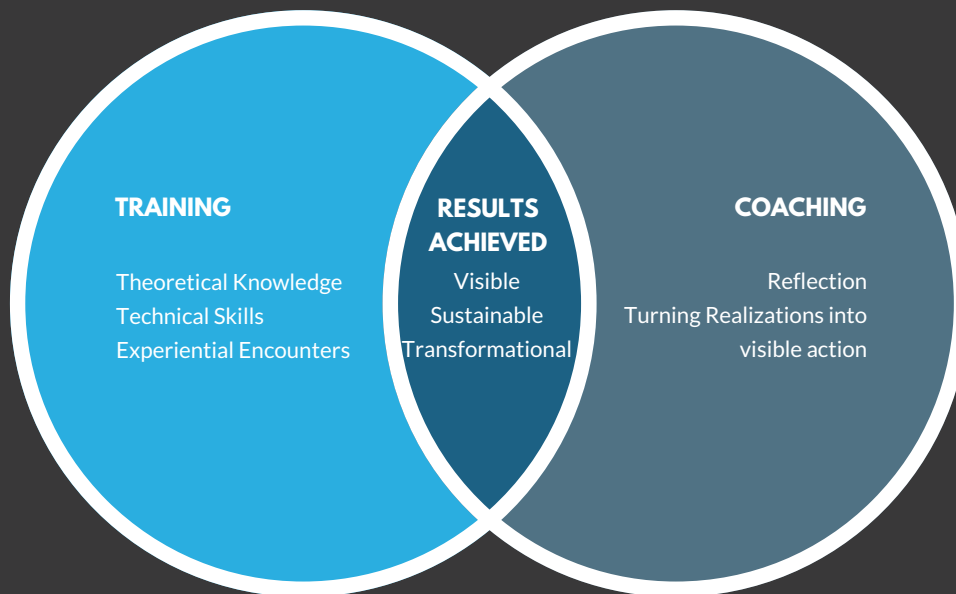 TRAINING
Theoretical Knowledge
Technical Skills
Experiential Encounters
RESULTS
ACHIEVED
Visible
Sustainable
Transformational
COACHING
Reflection
Turning Realizations into
visible action